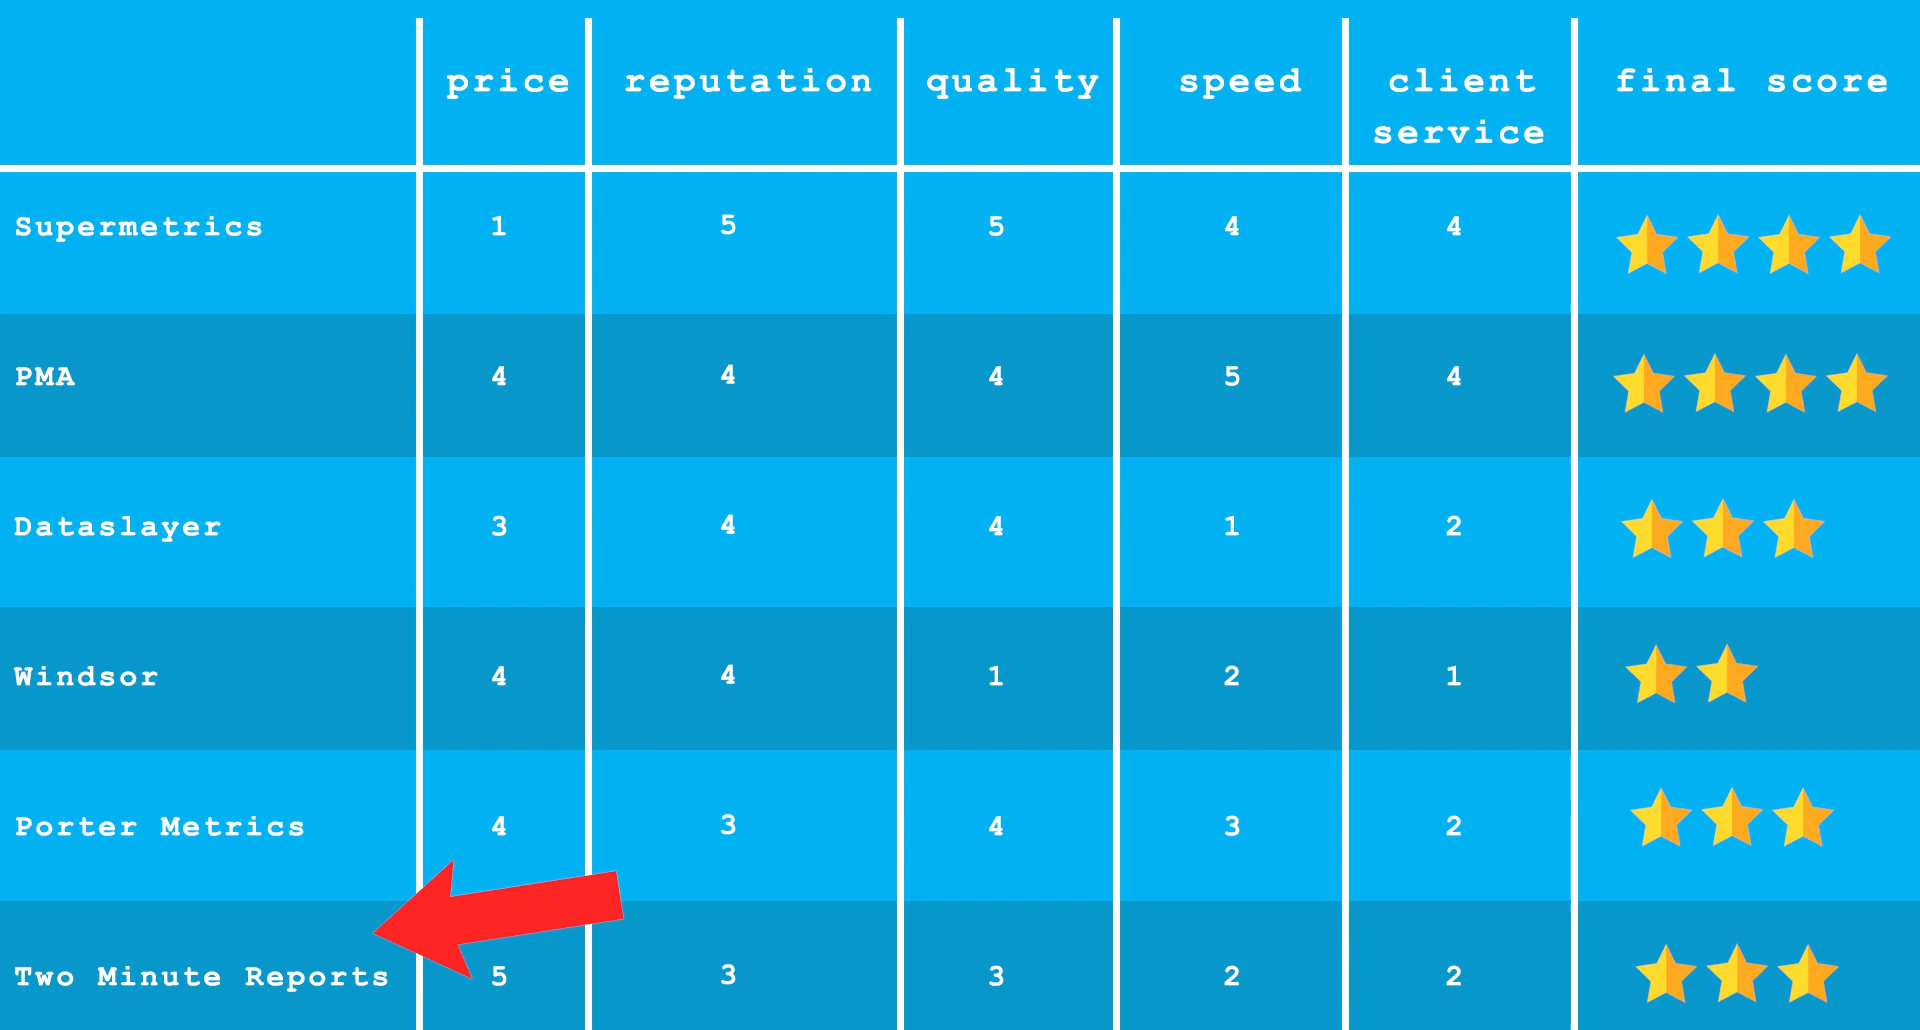 price reputation quality speed client service final score
Supermetrics 1 5 5 4 4
PMA 4 4 4 5 4
Dataslayer 3 4 4 1 2
Windsor 4 4 1 2 1
Porter Metrics 4 3 4 3 2
Two Minute Reports 5 3 3 2 2